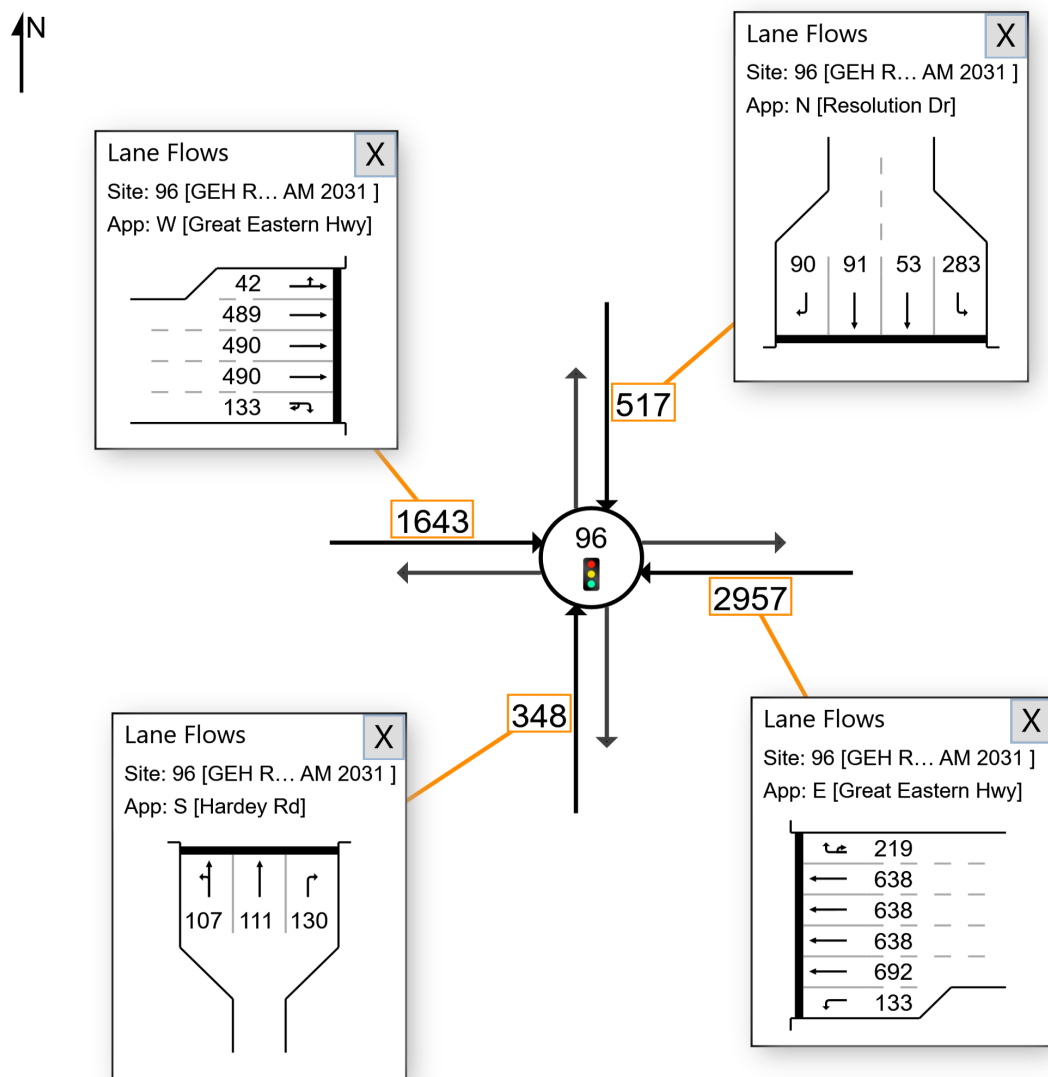 N
Lane Flows X
Site: 96 [GEH R... AM 2031 ]
App: N [Resolution Dr]
90 91 53 283
Lane Flows X
Site: 96 [GEH R... AM 2031 ]
App: W [Great Eastern Hwy]
42
489
490
490
133
517
1643
96
2957
348
Lane Flows X
Site: 96 [GEH R... AM 2031 ]
App: S [Hardey Rd]
107 111 130
Lane Flows X
Site: 96 [GEH R... AM 2031 ]
App: E [Great Eastern Hwy]
219
638
638
638
692
133